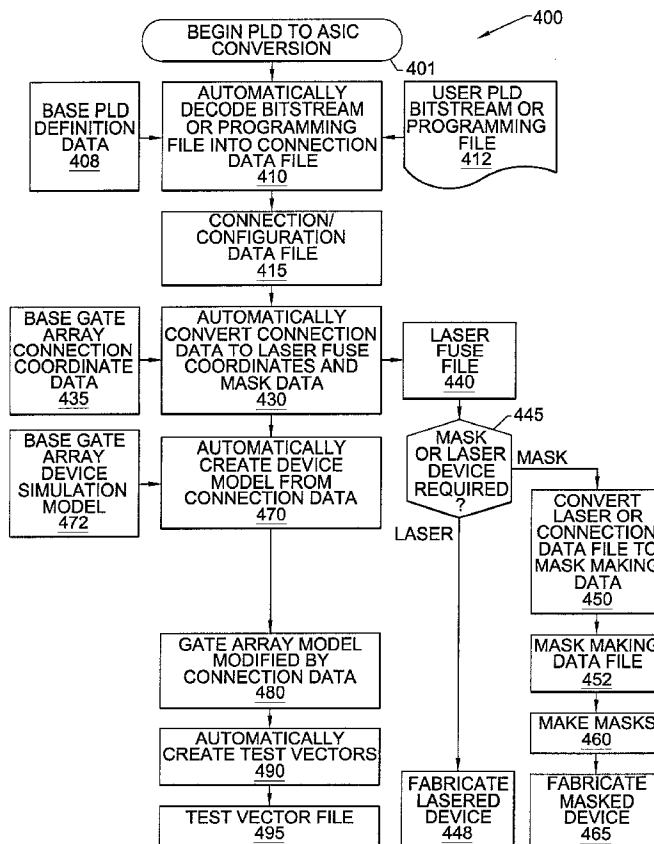 BEGIN PLD TO ASIC
CONVERSION
400
401
BASE PLD
DEFINITION
DATA
408
AUTOMATICALLY
DECODE BITSTREAM
OR PROGRAMMING
FILE INTO CONNECTION
DATA FILE
410
USER PLD
BITSTREAM OR
PROGRAMMING
FILE
412
CONNECTION/
CONFIGURATION
DATA FILE
415
BASE GATE
ARRAY
CONNECTION
COORDINATE
DATA
435
AUTOMATICALLY
CONVERT CONNECTION
DATA TO LASER FUSE
COORDINATES AND
MASK DATA
430
LASER
FUSE
FILE
440
445
MASK
OR LASER
DEVICE
REQUIRED
?
MASK
LASER
BASE GATE
ARRAY
DEVICE
SIMULATION
MODEL
472
AUTOMATICALLY
CREATE DEVICE
MODEL FROM
CONNECTION DATA
470
CONVERT
LASER OR
CONNECTION
DATA FILE TO
MASK MAKING
DATA
450
GATE ARRAY MODEL
MODIFIED BY
CONNECTION DATA
480
MASK MAKING
DATA FILE
452
AUTOMATICALLY
CREATE TEST VECTORS
490
MAKE MASKS
460
TEST VECTOR FILE
495
FABRICATE
LASERED
DEVICE
448
FABRICATE
MASKED
DEVICE
465